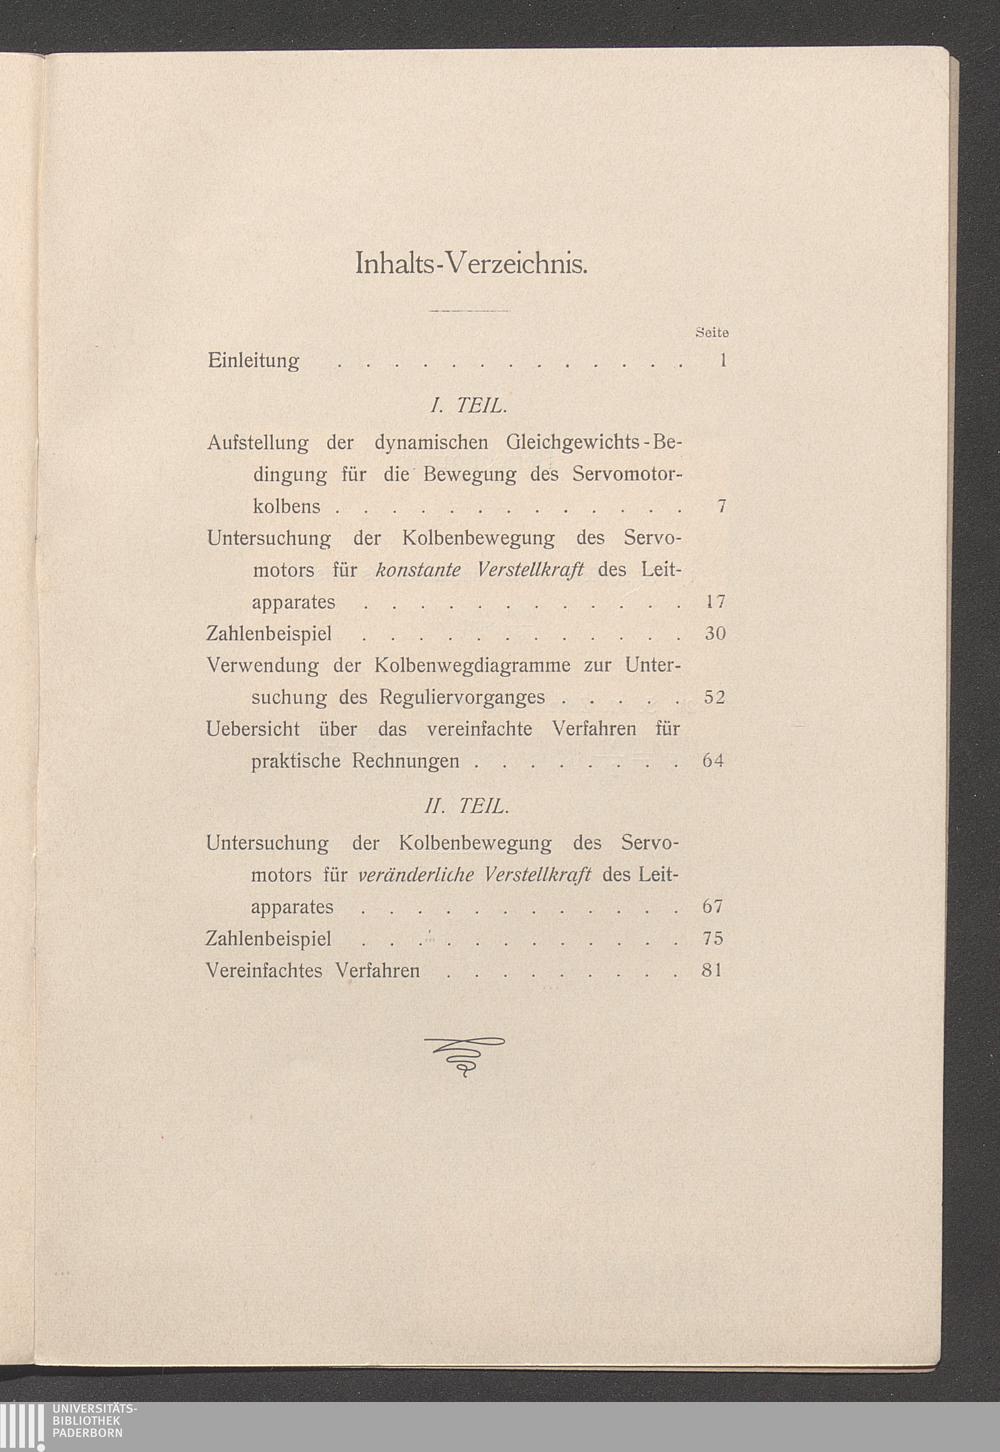 Inhalts-Verzeichnis.
Seite
Einleitung . . . . . . . . . . . . . 1
I. TEIL.
Aufstellung der dynamischen Gleichgewichts-Be-
dingung für die Bewegung des Servomotor-
kolbens . . . . . . . . . . . . . 7
Untersuchung der Kolbenbewegung des Servo-
motors für konstante Verstellkraft des Leit-
apparates . . . . . . . . . . . . 17
Zahlenbeispiel . . . . . . . . . . . . 30
Verwendung der Kolbenwegdiagramme zur Unter-
suchung des Reguliervorganges . . . . . 52
Uebersicht über das vereinfachte Verfahren für
praktische Rechnungen . . . . . . . . 64
II. TEIL.
Untersuchung der Kolbenbewegung des Servo-
motors für veränderliche Verstellkraft des Leit-
apparates . . . . . . . . . . . . 67
Zahlenbeispiel . . . . . . . . . . . . 75
Vereinfachtes Verfahren . . . . . . . . . 81
UNIVERSITÄTS-
BIBLIOTHEK
PADERBORN